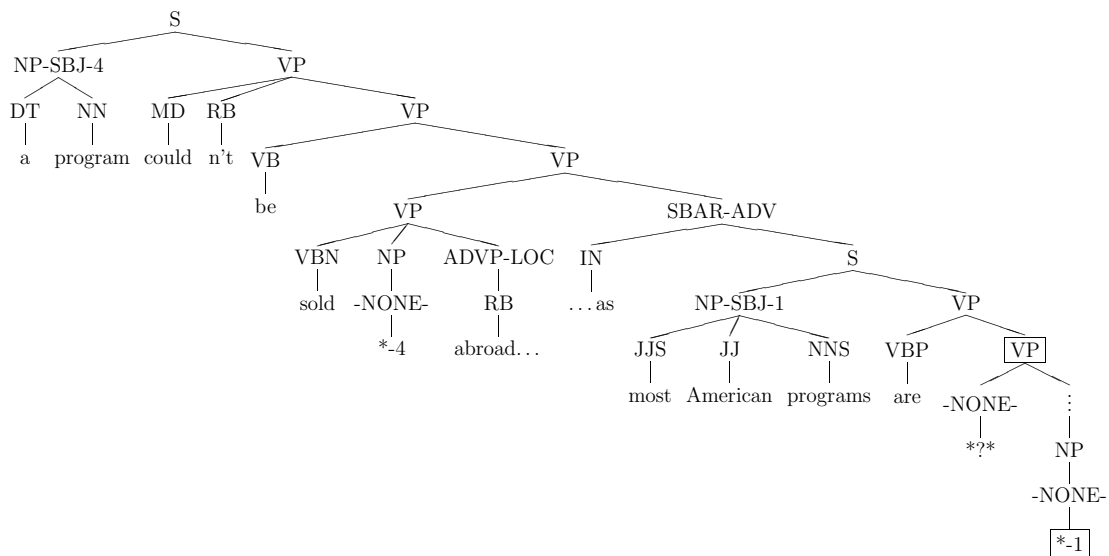 S
NP-SBJ-4 VP
DT NN MD RB VP
a program could n't VB VP
be VP SBAR-ADV
VBN NP ADVP-LOC IN S
sold -NONE- RB ...as NP-SBJ-1 VP
*-4 abroad... JJS JJ NNS VBP VP
most American programs are -NONE- ⋮
*?* NP
-NONE-
*-1